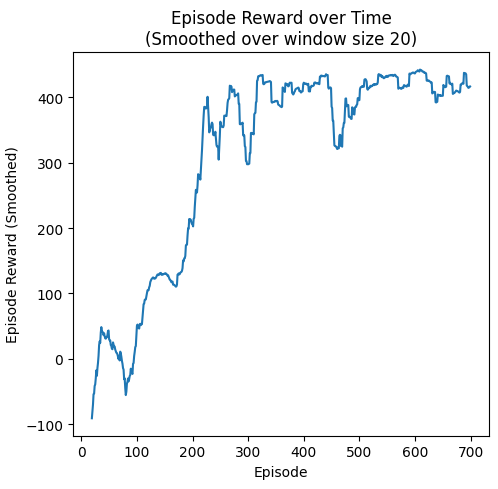 Episode Reward over Time
(Smoothed over window size 20)
Episode Reward (Smoothed)
400
300
200
100
0
−100
0 100 200 300 400 500 600 700
Episode